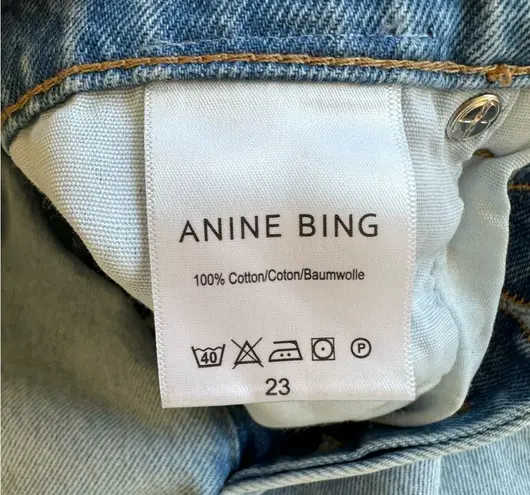 ANINE BING
100% Cotton/Coton/Baumwolle
40 P
23